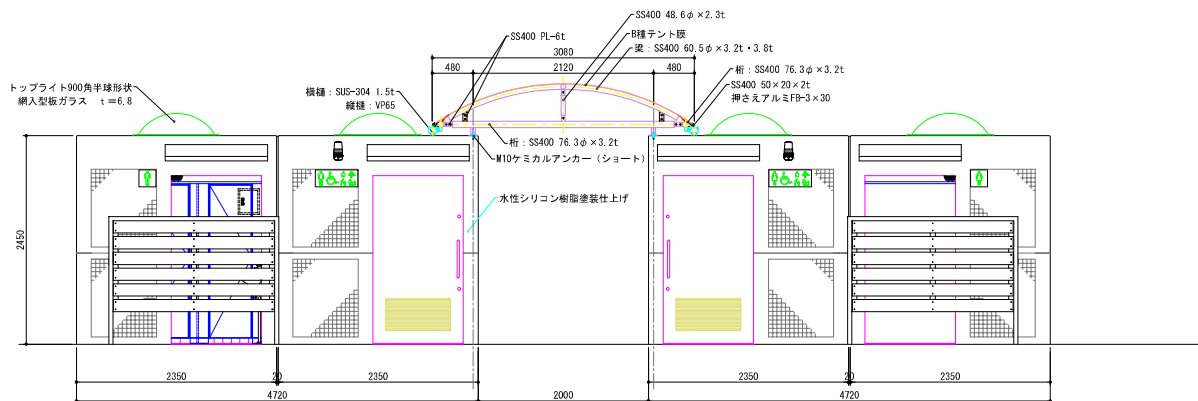 SS400 48.6φ×2.3t
B種テント膜
梁：SS400 60.5φ×3.2t・3.8t
SS400 PL-6t
3080
480
2120
480
桁：SS400 76.3φ×3.2t
SS400 50×20×2t
押さえアルミFB-3×30
トップライト900角半球形状
網入型板ガラス　t＝6.8
横樋：SUS-304 1.5t
縦樋：VP65
桁：SS400 76.3φ×3.2t
M10ケミカルアンカー（ショート）
水性シリコン樹脂塗装仕上げ
2450
2350
20
2350
2350
20
2350
4720
2000
4720